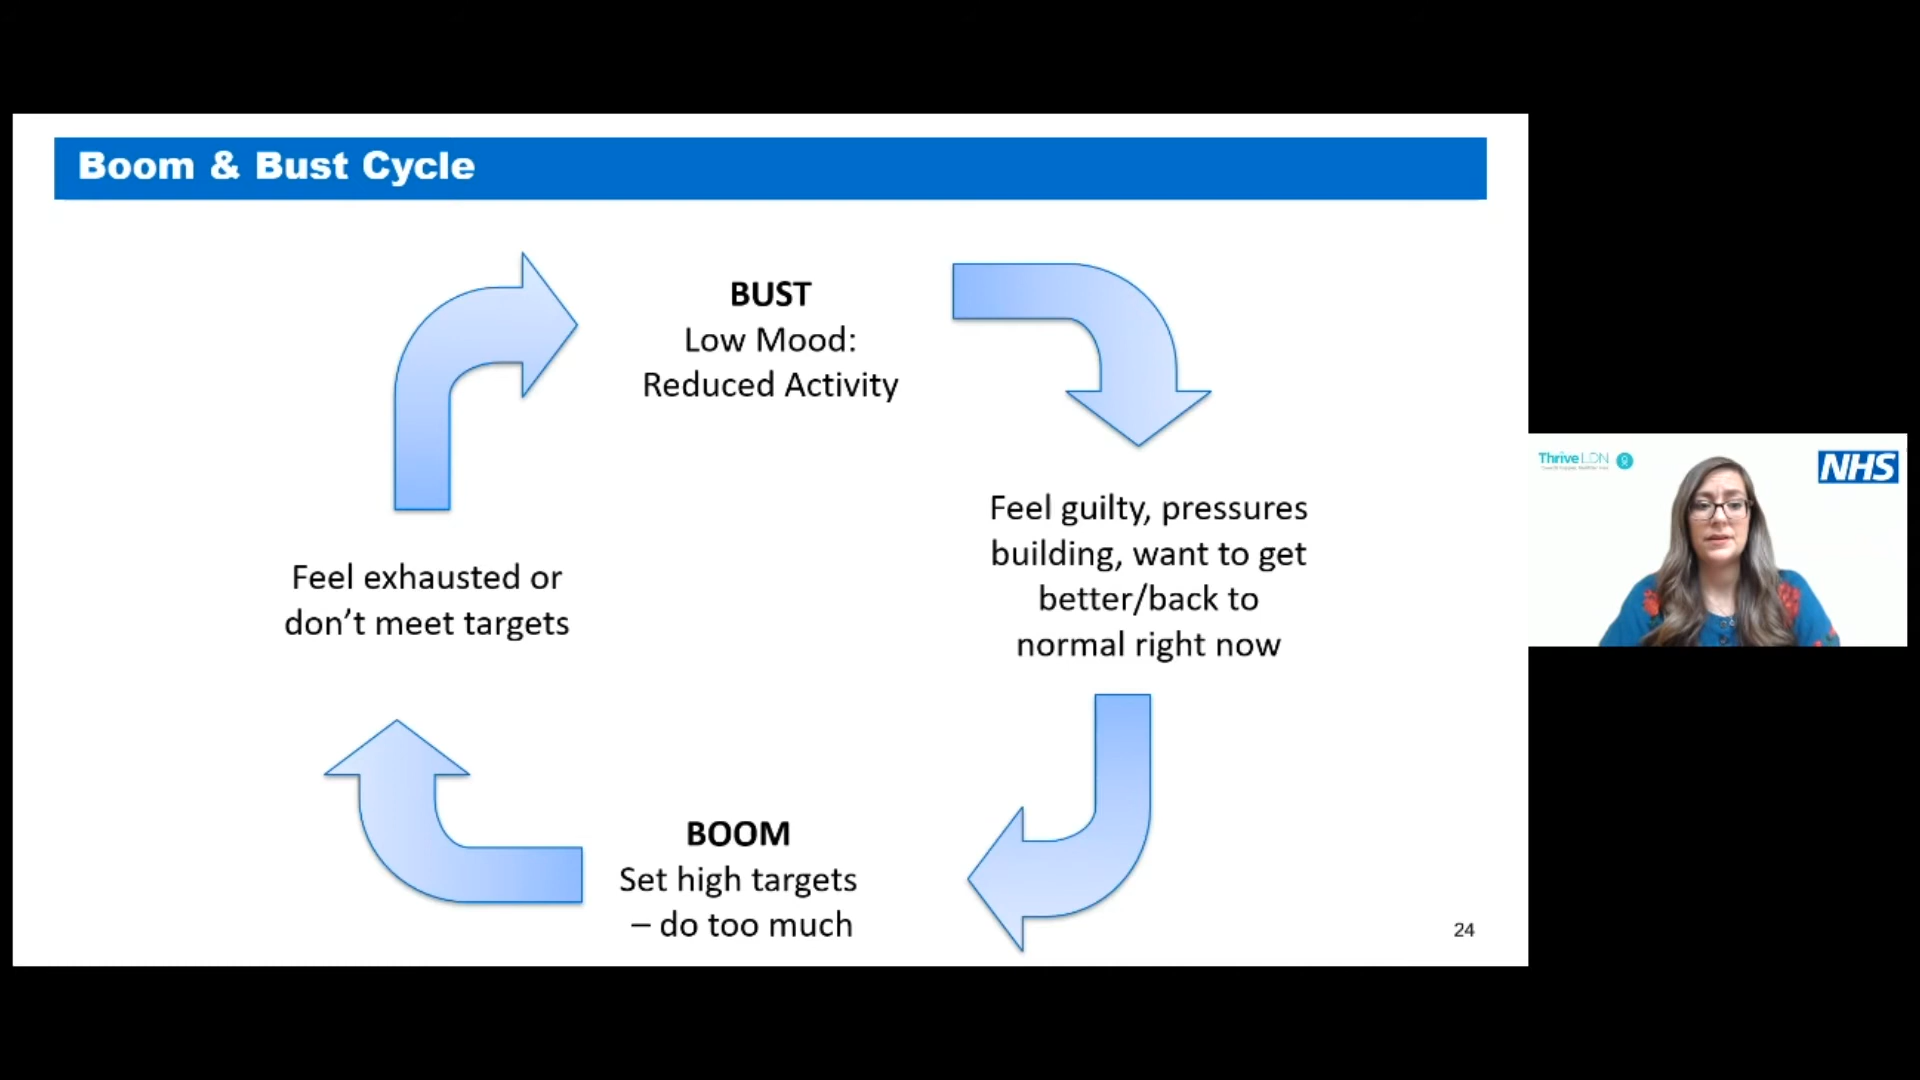 Boom & Bust Cycle
BUST
Low Mood:
Reduced Activity
Feel guilty, pressures
building, want to get
better/back to
normal right now
Feel exhausted or
don’t meet targets
BOOM
Set high targets
– do too much
24
Thrive LDN
NHS